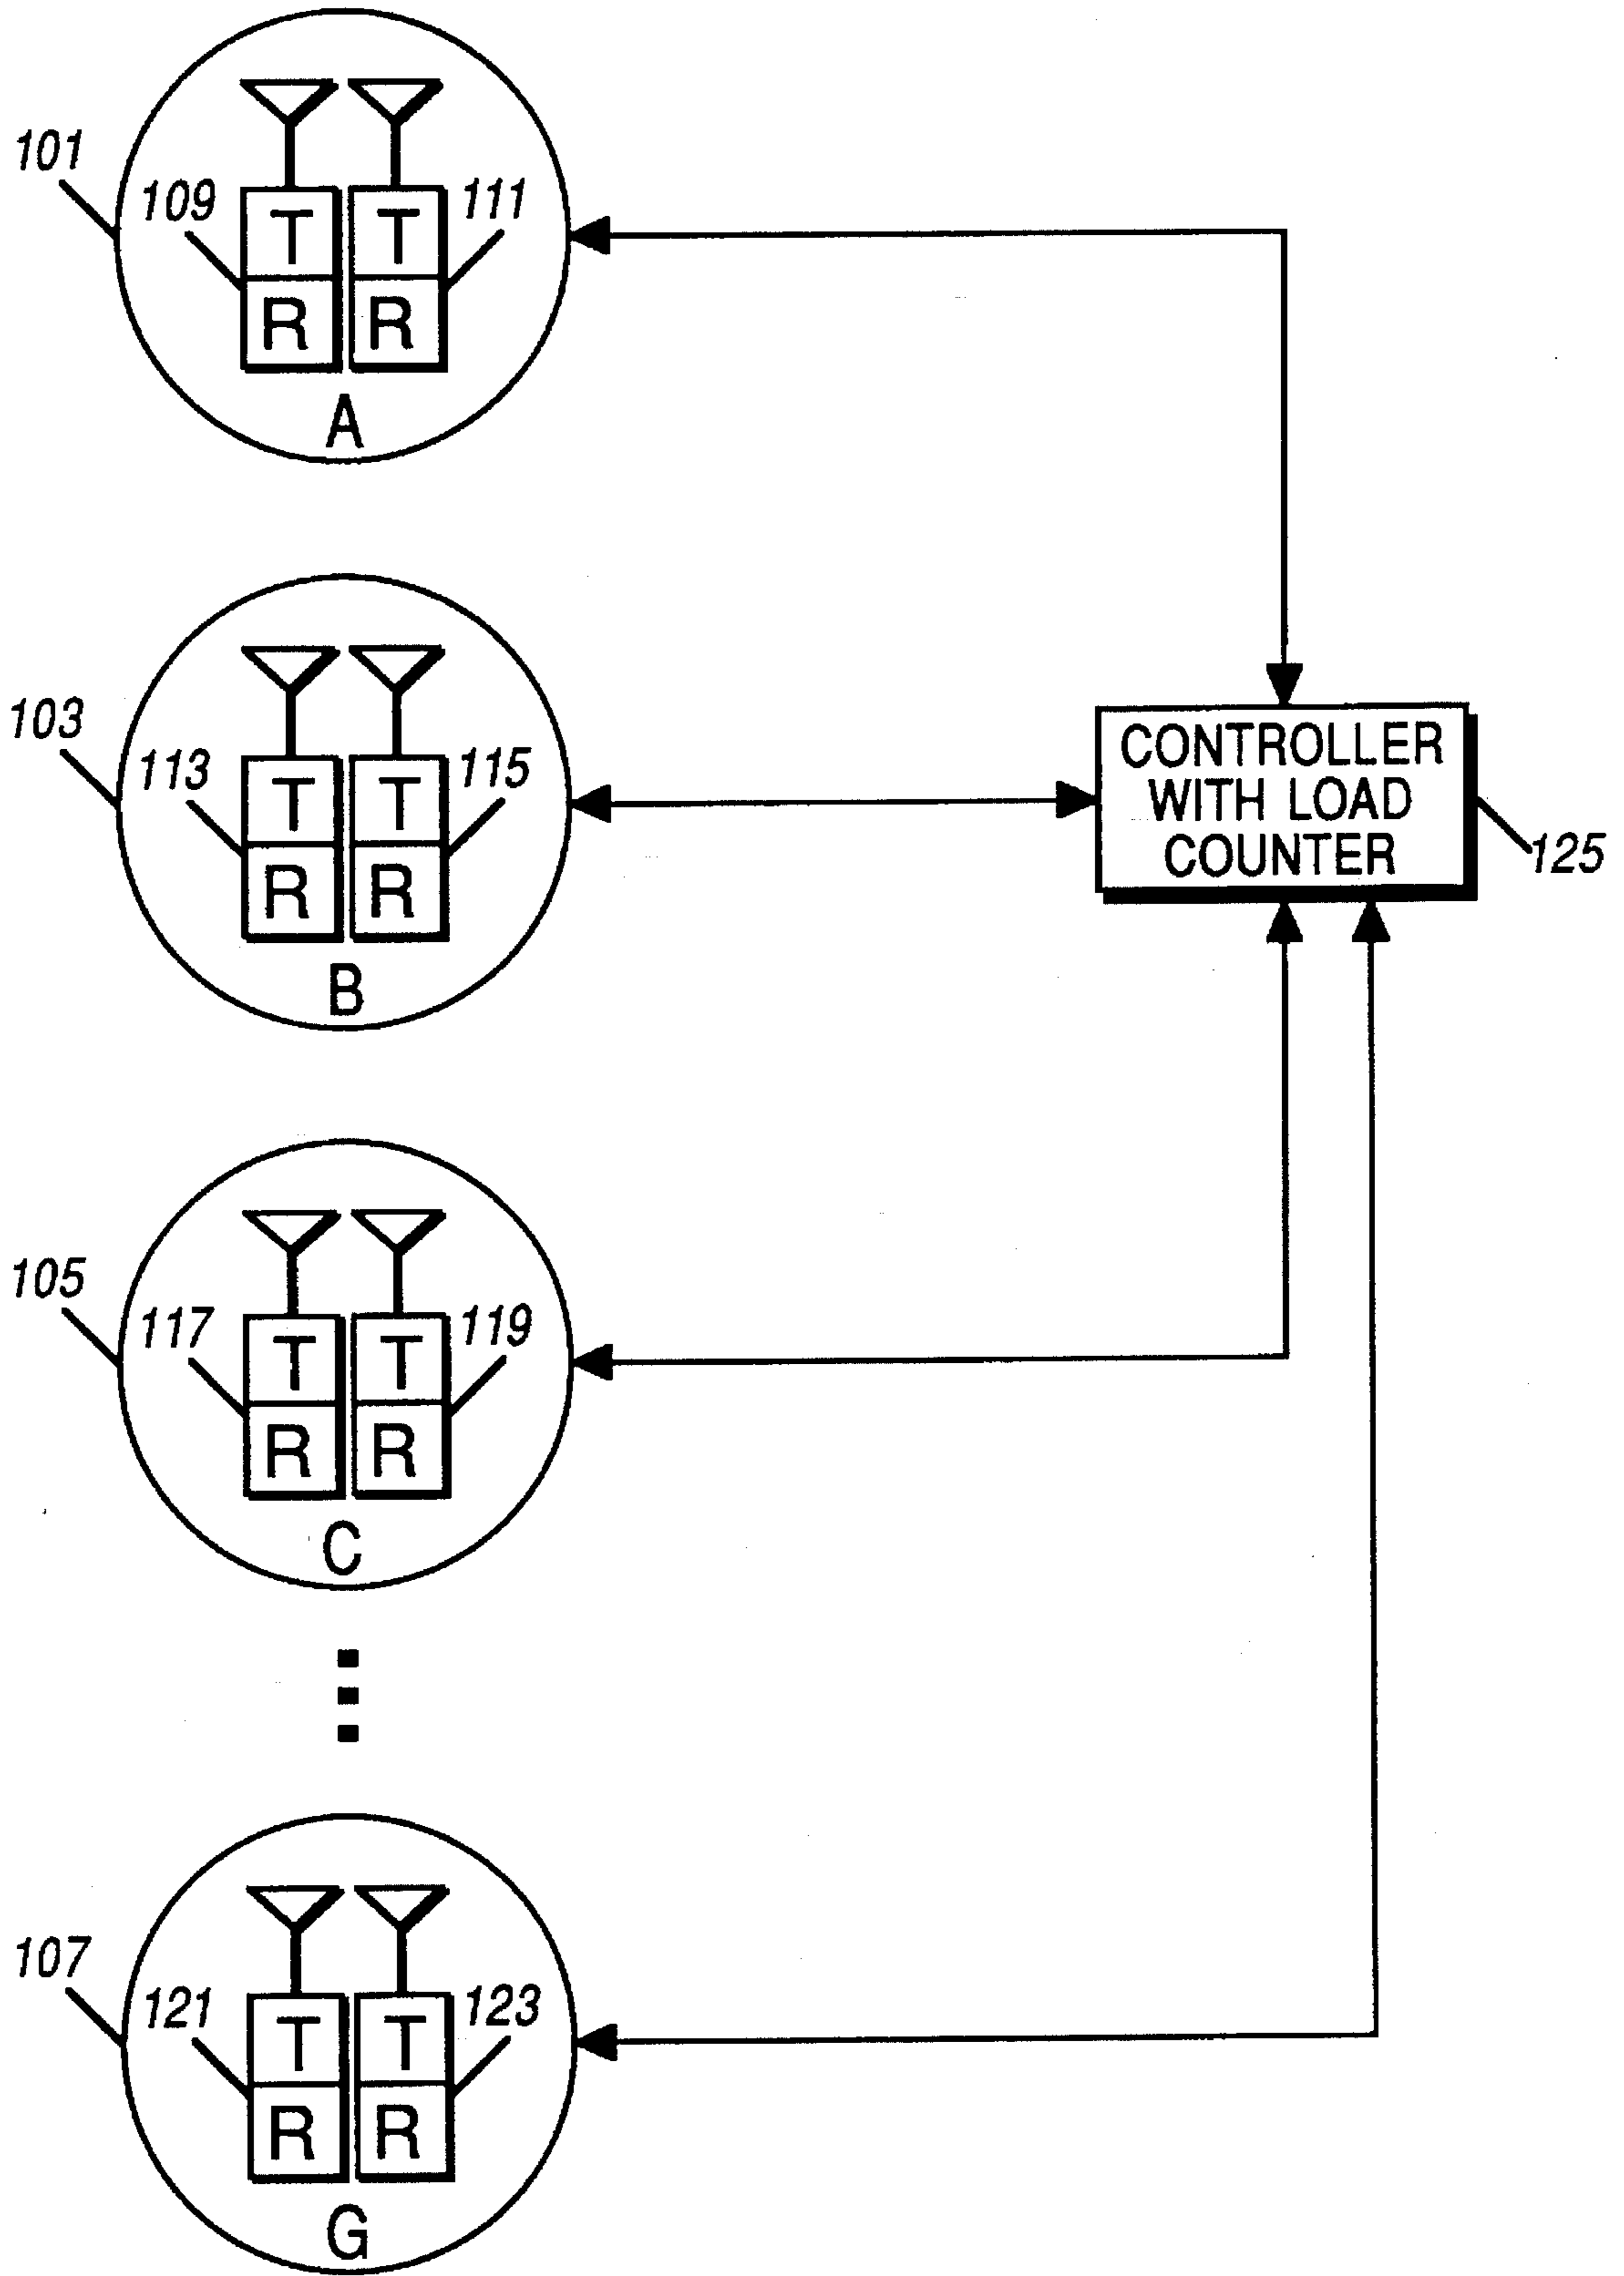 101
109
111
T T
R R
A
103
113
115
T T
R R
B
CONTROLLER
WITH LOAD
COUNTER
125
105
117
119
T T
R R
C
107
121
123
T T
R R
G